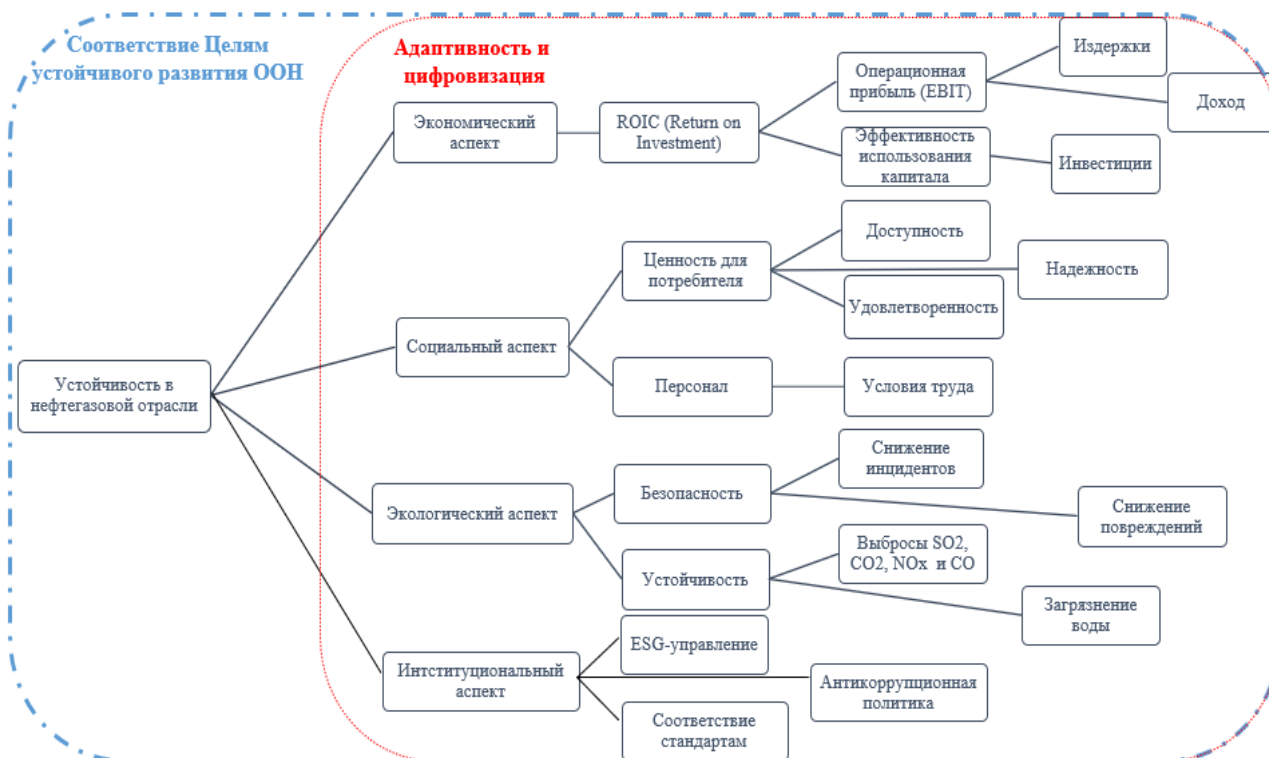 Соответствие Целям
устойчивого развития ООН
Адаптивность и
цифровизация
Устойчивость в
нефтегазовой отрасли
Экономический
аспект
ROIC (Return on
Investment)
Операционная
прибыль (EBIT)
Издержки
Доход
Эффективность
использования
капитала
Инвестиции
Социальный аспект
Ценность для
потребителя
Доступность
Надежность
Удовлетворенность
Персонал
Условия труда
Экологический аспект
Безопасность
Снижение
инцидентов
Снижение
повреждений
Устойчивость
Выбросы SO2,
CO2, NOx и CO
Загрязнение
воды
Интституциональный
аспект
ESG-управление
Антикоррупционная
политика
Соответствие
стандартам